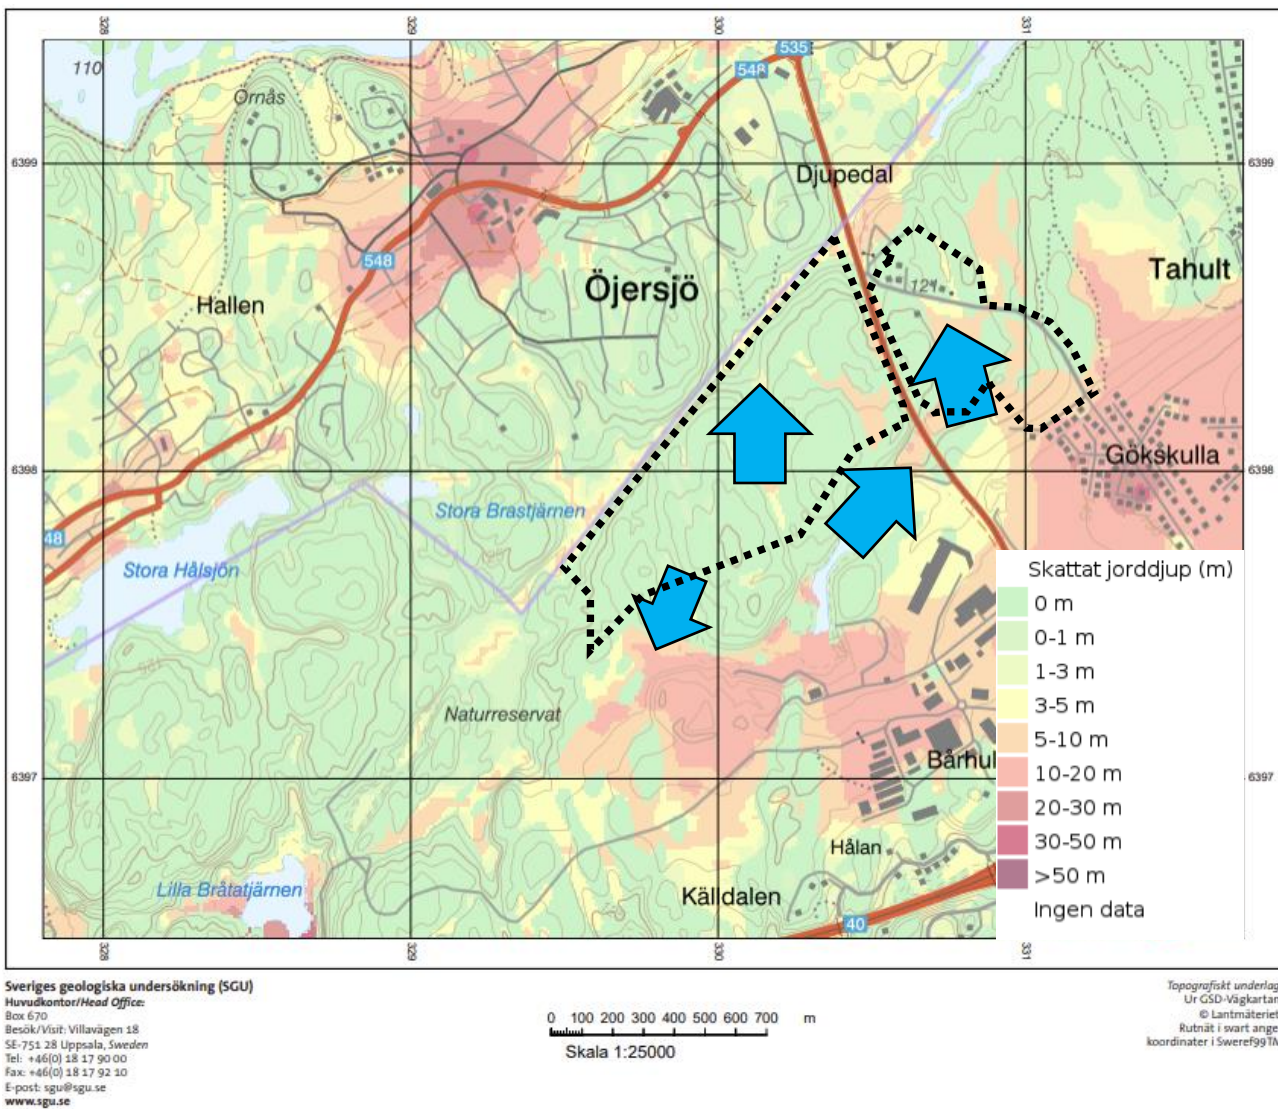 328
329
330
331
535
548
110
Örnås
6399
6399
Djupedal
548
Tahult
Öjersjö
121
Hallen
Gökskulla
6398
Stora Brastjärnen
48
Stora Hålsjön
Skattat jorddjup (m)
0 m
0-1 m
1-3 m
3-5 m
5-10 m
10-20 m
20-30 m
30-50 m
>50 m
Ingen data
Naturreservat
Bårhul
6397
6397
Hålan
Lilla Bråtatjärnen
Källdalen
40
328
329
330
331
Sveriges geologiska undersökning (SGU)
Huvudkontor/Head Office:
Box 670
Besök/Visit: Villavägen 18
SE-751 28 Uppsala, Sweden
Tel: +46(0) 18 17 90 00
Fax: +46(0) 18 17 92 10
E-post: sgu@sgu.se
www.sgu.se
0 100 200 300 400 500 600 700 m
Skala 1:25000
Topografiskt underlag
Ur GSD-Vägkartan
© Lantmäteriet
Rutnät i svart ange
koordinater i Sweref99TM